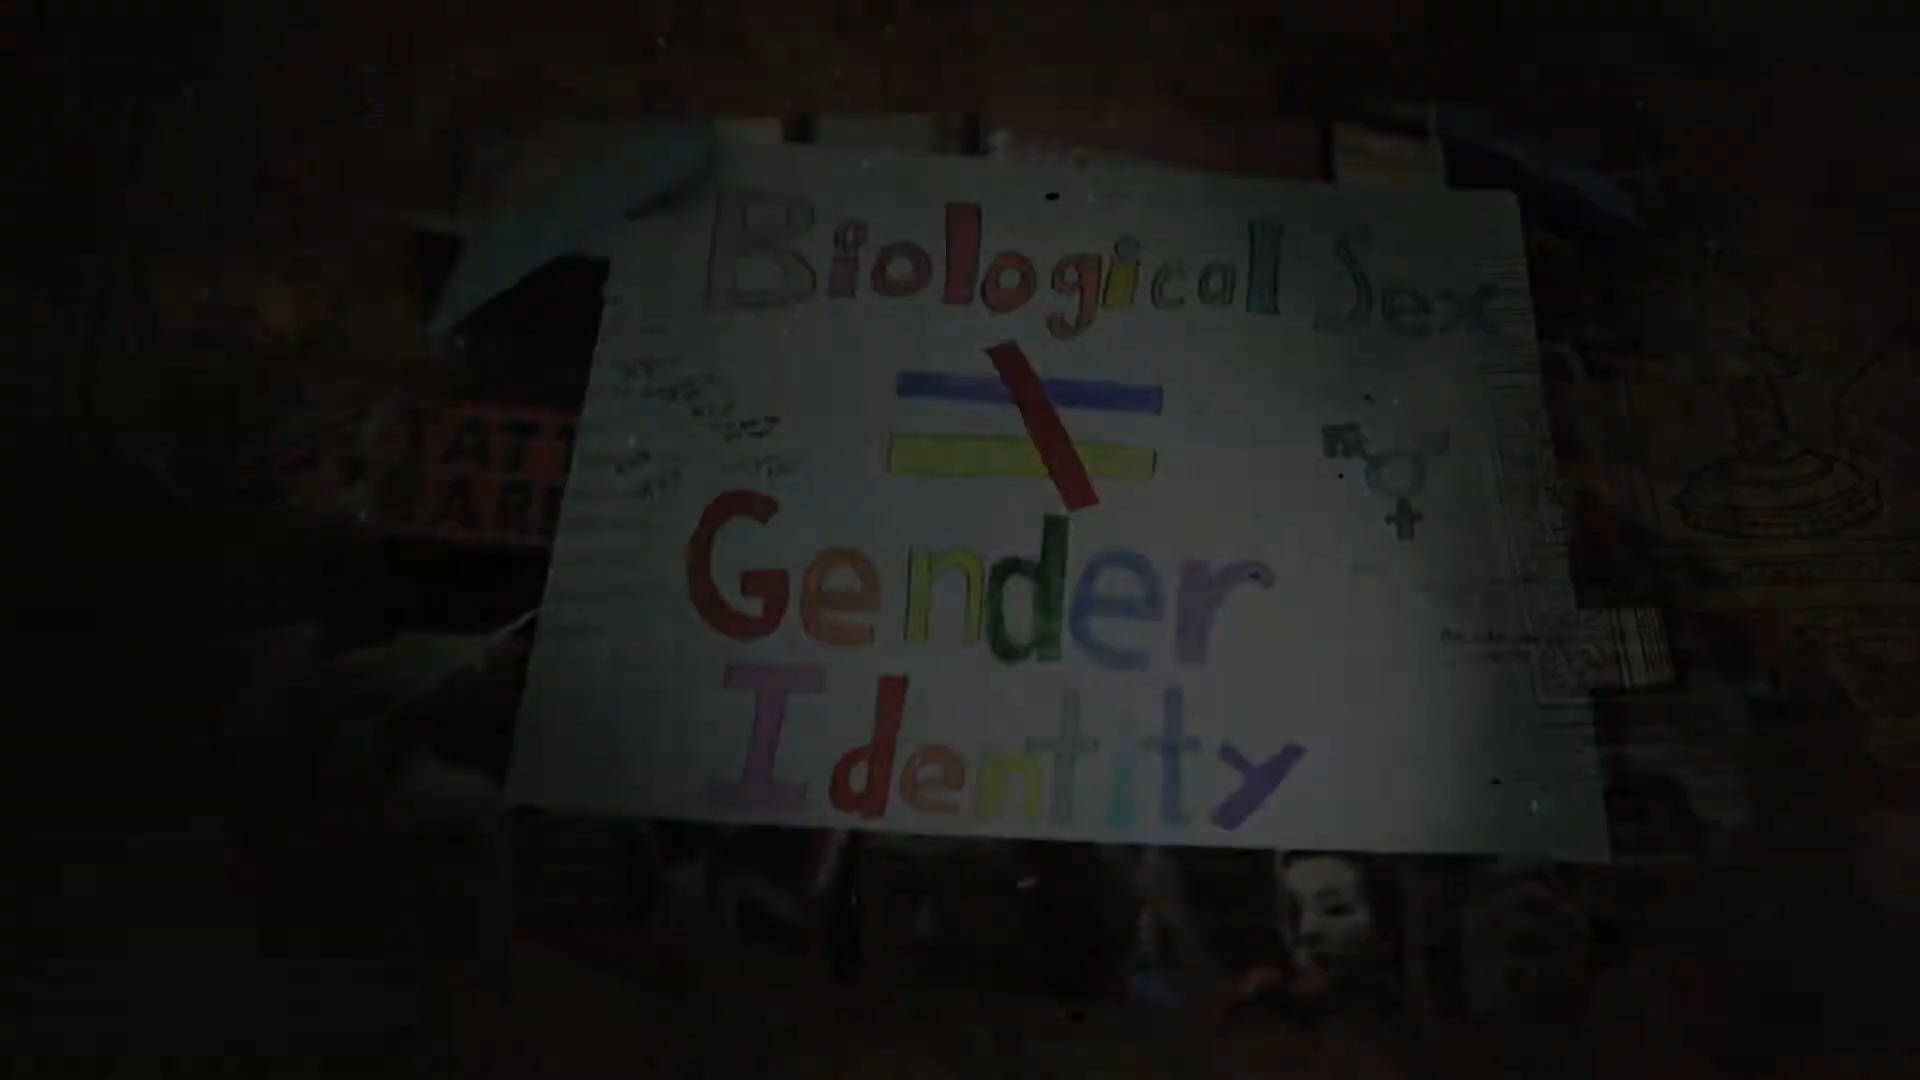 Biological Sex
≠
Gender
Identity